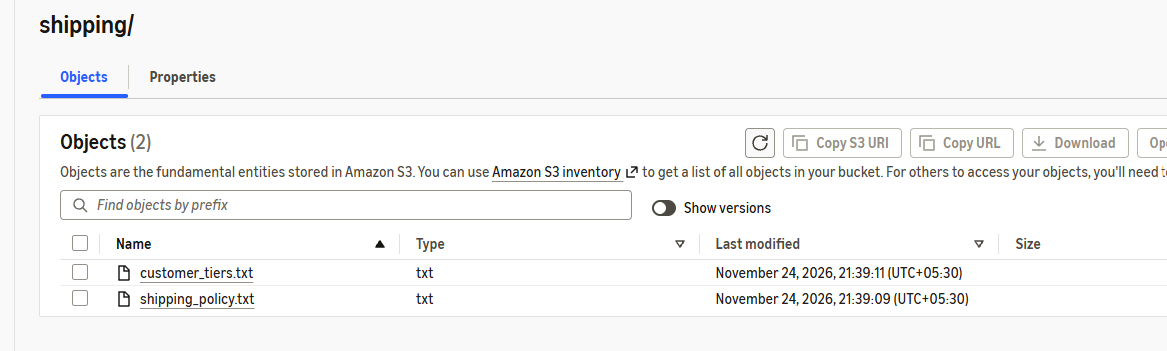 shipping/
Objects Properties
Objects (2) Copy S3 URI Copy URL Download
Objects are the fundamental entities stored in Amazon S3. You can use Amazon S3 inventory to get a list of all objects in your bucket. For others to access your objects, you'll need
Find objects by prefix Show versions
Name Type Last modified Size
customer_tiers.txt txt November 24, 2026, 21:39:11 (UTC+05:30)
shipping_policy.txt txt November 24, 2026, 21:39:09 (UTC+05:30)